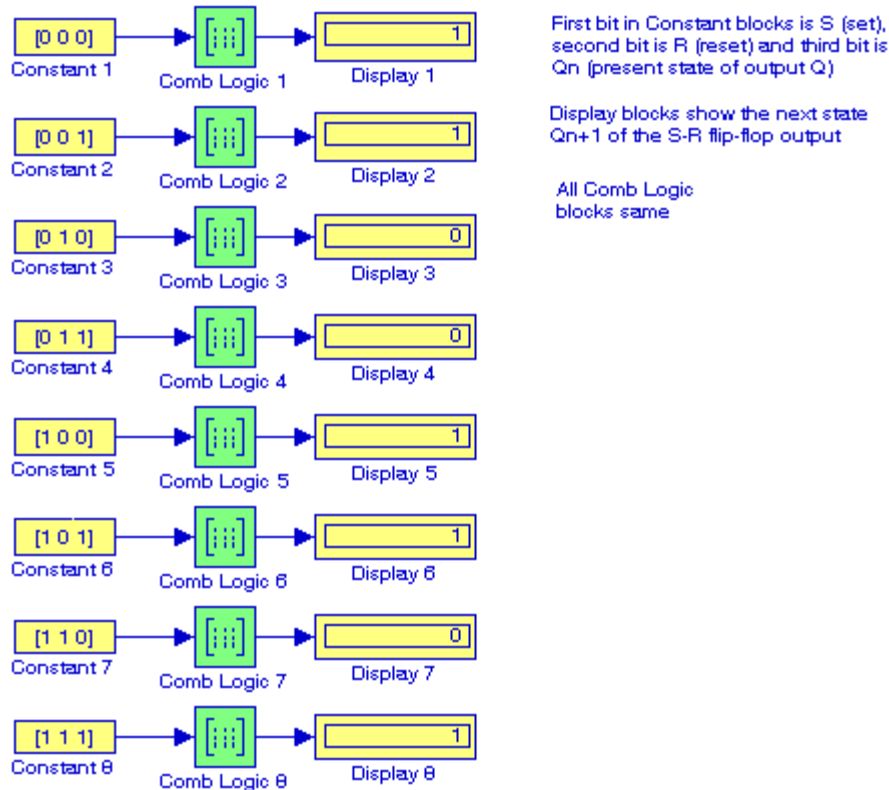 [0 0 0]
Constant 1
Comb Logic 1
1
Display 1
First bit in Constant blocks is S (set),
second bit is R (reset) and third bit is
Qn (present state of output Q)
Display blocks show the next state
Qn+1 of the S-R flip-flop output
All Comb Logic
blocks same
[0 0 1]
Constant 2
Comb Logic 2
1
Display 2
[0 1 0]
Constant 3
Comb Logic 3
0
Display 3
[0 1 1]
Constant 4
Comb Logic 4
0
Display 4
[1 0 0]
Constant 5
Comb Logic 5
1
Display 5
[1 0 1]
Constant 6
Comb Logic 6
1
Display 6
[1 1 0]
Constant 7
Comb Logic 7
0
Display 7
[1 1 1]
Constant 8
Comb Logic 8
1
Display 8